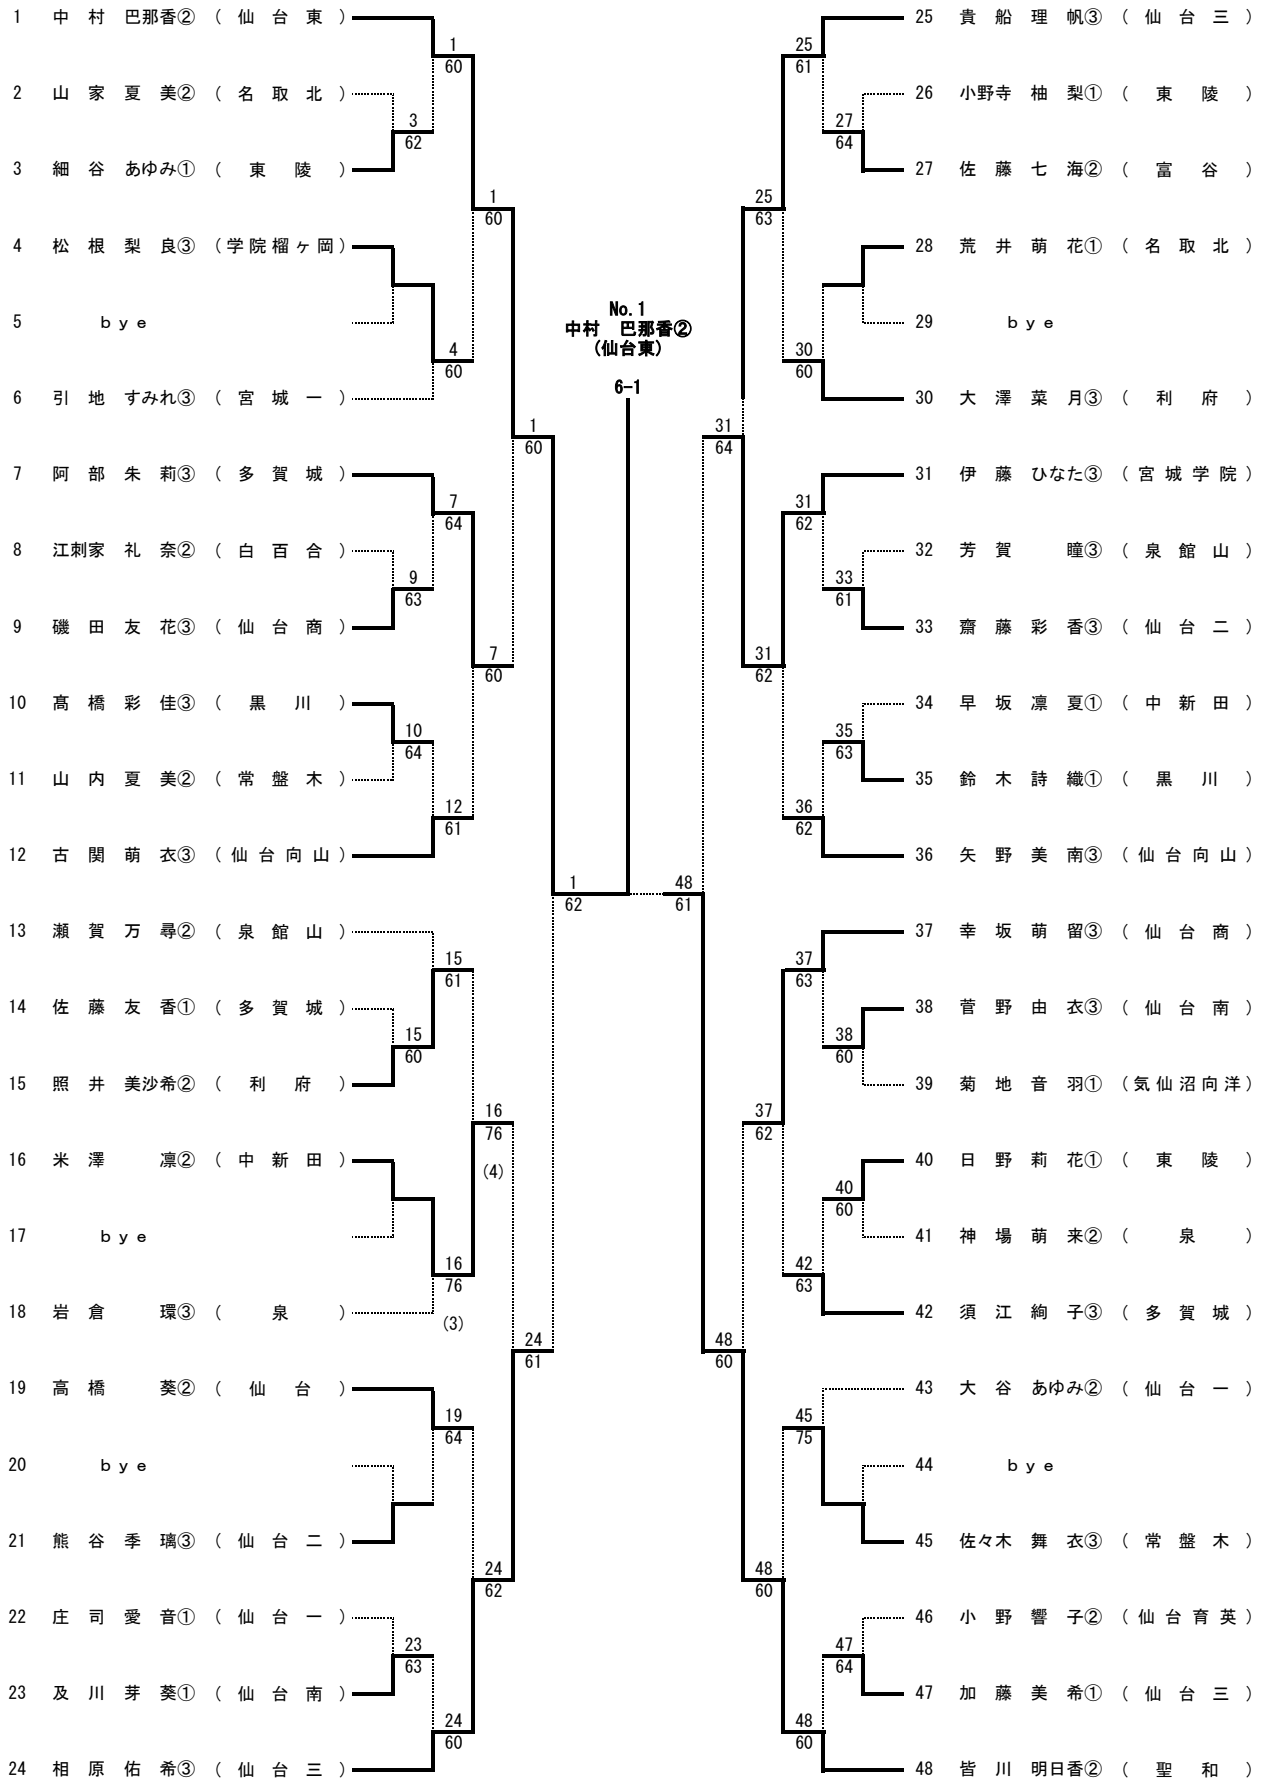 1 中 村 巴那香② ( 仙 台 東 )
2 山 家 夏 美② ( 名 取 北 )
3 細 谷 あゆみ① ( 東 陵 )
4 松 根 梨 良③ (学院榴ヶ岡)
5 bye
6 引 地 すみれ③ ( 宮 城 一 )
7 阿 部 朱 莉③ ( 多 賀 城 )
8 江刺家 礼 奈② ( 白 百 合 )
9 磯 田 友 花③ ( 仙 台 商 )
10 髙 橋 彩 佳③ ( 黒 川 )
11 山 内 夏 美② ( 常 盤 木 )
12 古 関 萌 衣③ (仙台向山)
13 瀬 賀 万 尋② ( 泉 館 山 )
14 佐 藤 友 香① ( 多 賀 城 )
15 照 井 美沙希② ( 利 府 )
16 米 澤 凛② ( 中 新 田 )
17 bye
18 岩 倉 環③ ( 泉 )
19 高 橋 葵② ( 仙 台 )
20 bye
21 熊 谷 季 璃③ ( 仙 台 二 )
22 庄 司 愛 音① ( 仙 台 一 )
23 及 川 芽 葵① ( 仙 台 南 )
24 相 原 佑 希③ ( 仙 台 三 )
3
62
10
64
9
63
15
60
23
63
1
60
4
60
7
64
12
61
15
61
16
76
(3)
19
64
24
60
1
60
7
60
16
76
(4)
24
62
1
60
24
61
1
62
No.1
中村 巴那香②
(仙台東)
6-1
48
61
31
64
48
60
25
63
31
62
37
62
48
60
25
61
30
60
31
62
36
62
37
63
42
63
45
75
48
60
27
64
33
61
35
63
38
60
40
60
47
64
25 貴 船 理 帆③ ( 仙 台 三 )
26 小野寺 柚 梨① ( 東 陵 )
27 佐 藤 七 海② ( 富 谷 )
28 荒 井 萌 花① ( 名 取 北 )
29 bye
30 大 澤 菜 月③ ( 利 府 )
31 伊 藤 ひなた③ (宮城学院)
32 芳 賀 瞳③ ( 泉 館 山 )
33 齋 藤 彩 香③ ( 仙 台 二 )
34 早 坂 凛 夏① ( 中 新 田 )
35 鈴 木 詩 織① ( 黒 川 )
36 矢 野 美 南③ (仙台向山)
37 幸 坂 萌 留③ ( 仙 台 商 )
38 菅 野 由 衣③ ( 仙 台 南 )
39 菊 地 音 羽① (気仙沼向洋)
40 日 野 莉 花① ( 東 陵 )
41 神 場 萌 来② ( 泉 )
42 須 江 絢 子③ ( 多 賀 城 )
43 大 谷 あゆみ② ( 仙 台 一 )
44 bye
45 佐々木 舞 衣③ ( 常 盤 木 )
46 小 野 響 子② (仙台育英)
47 加 藤 美 希① ( 仙 台 三 )
48 皆 川 明日香② ( 聖 和 )